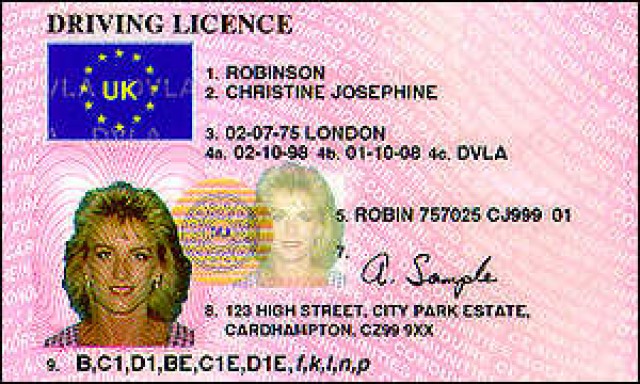 DRIVING LICENCE
UK
DVLA
DVLA
1. ROBINSON
2. CHRISTINE JOSEPHINE
3. 02-07-75 LONDON
4a. 02-10-98 4b. 01-10-08 4c. DVLA
5. ROBIN 757025 CJ999 01
7.
A. Sample
8. 123 HIGH STREET, CITY PARK ESTATE,
CARDHAMPTON, CZ99 9XX
9. B,C1,D1,BE,C1E,D1E,f,k,l,n,p